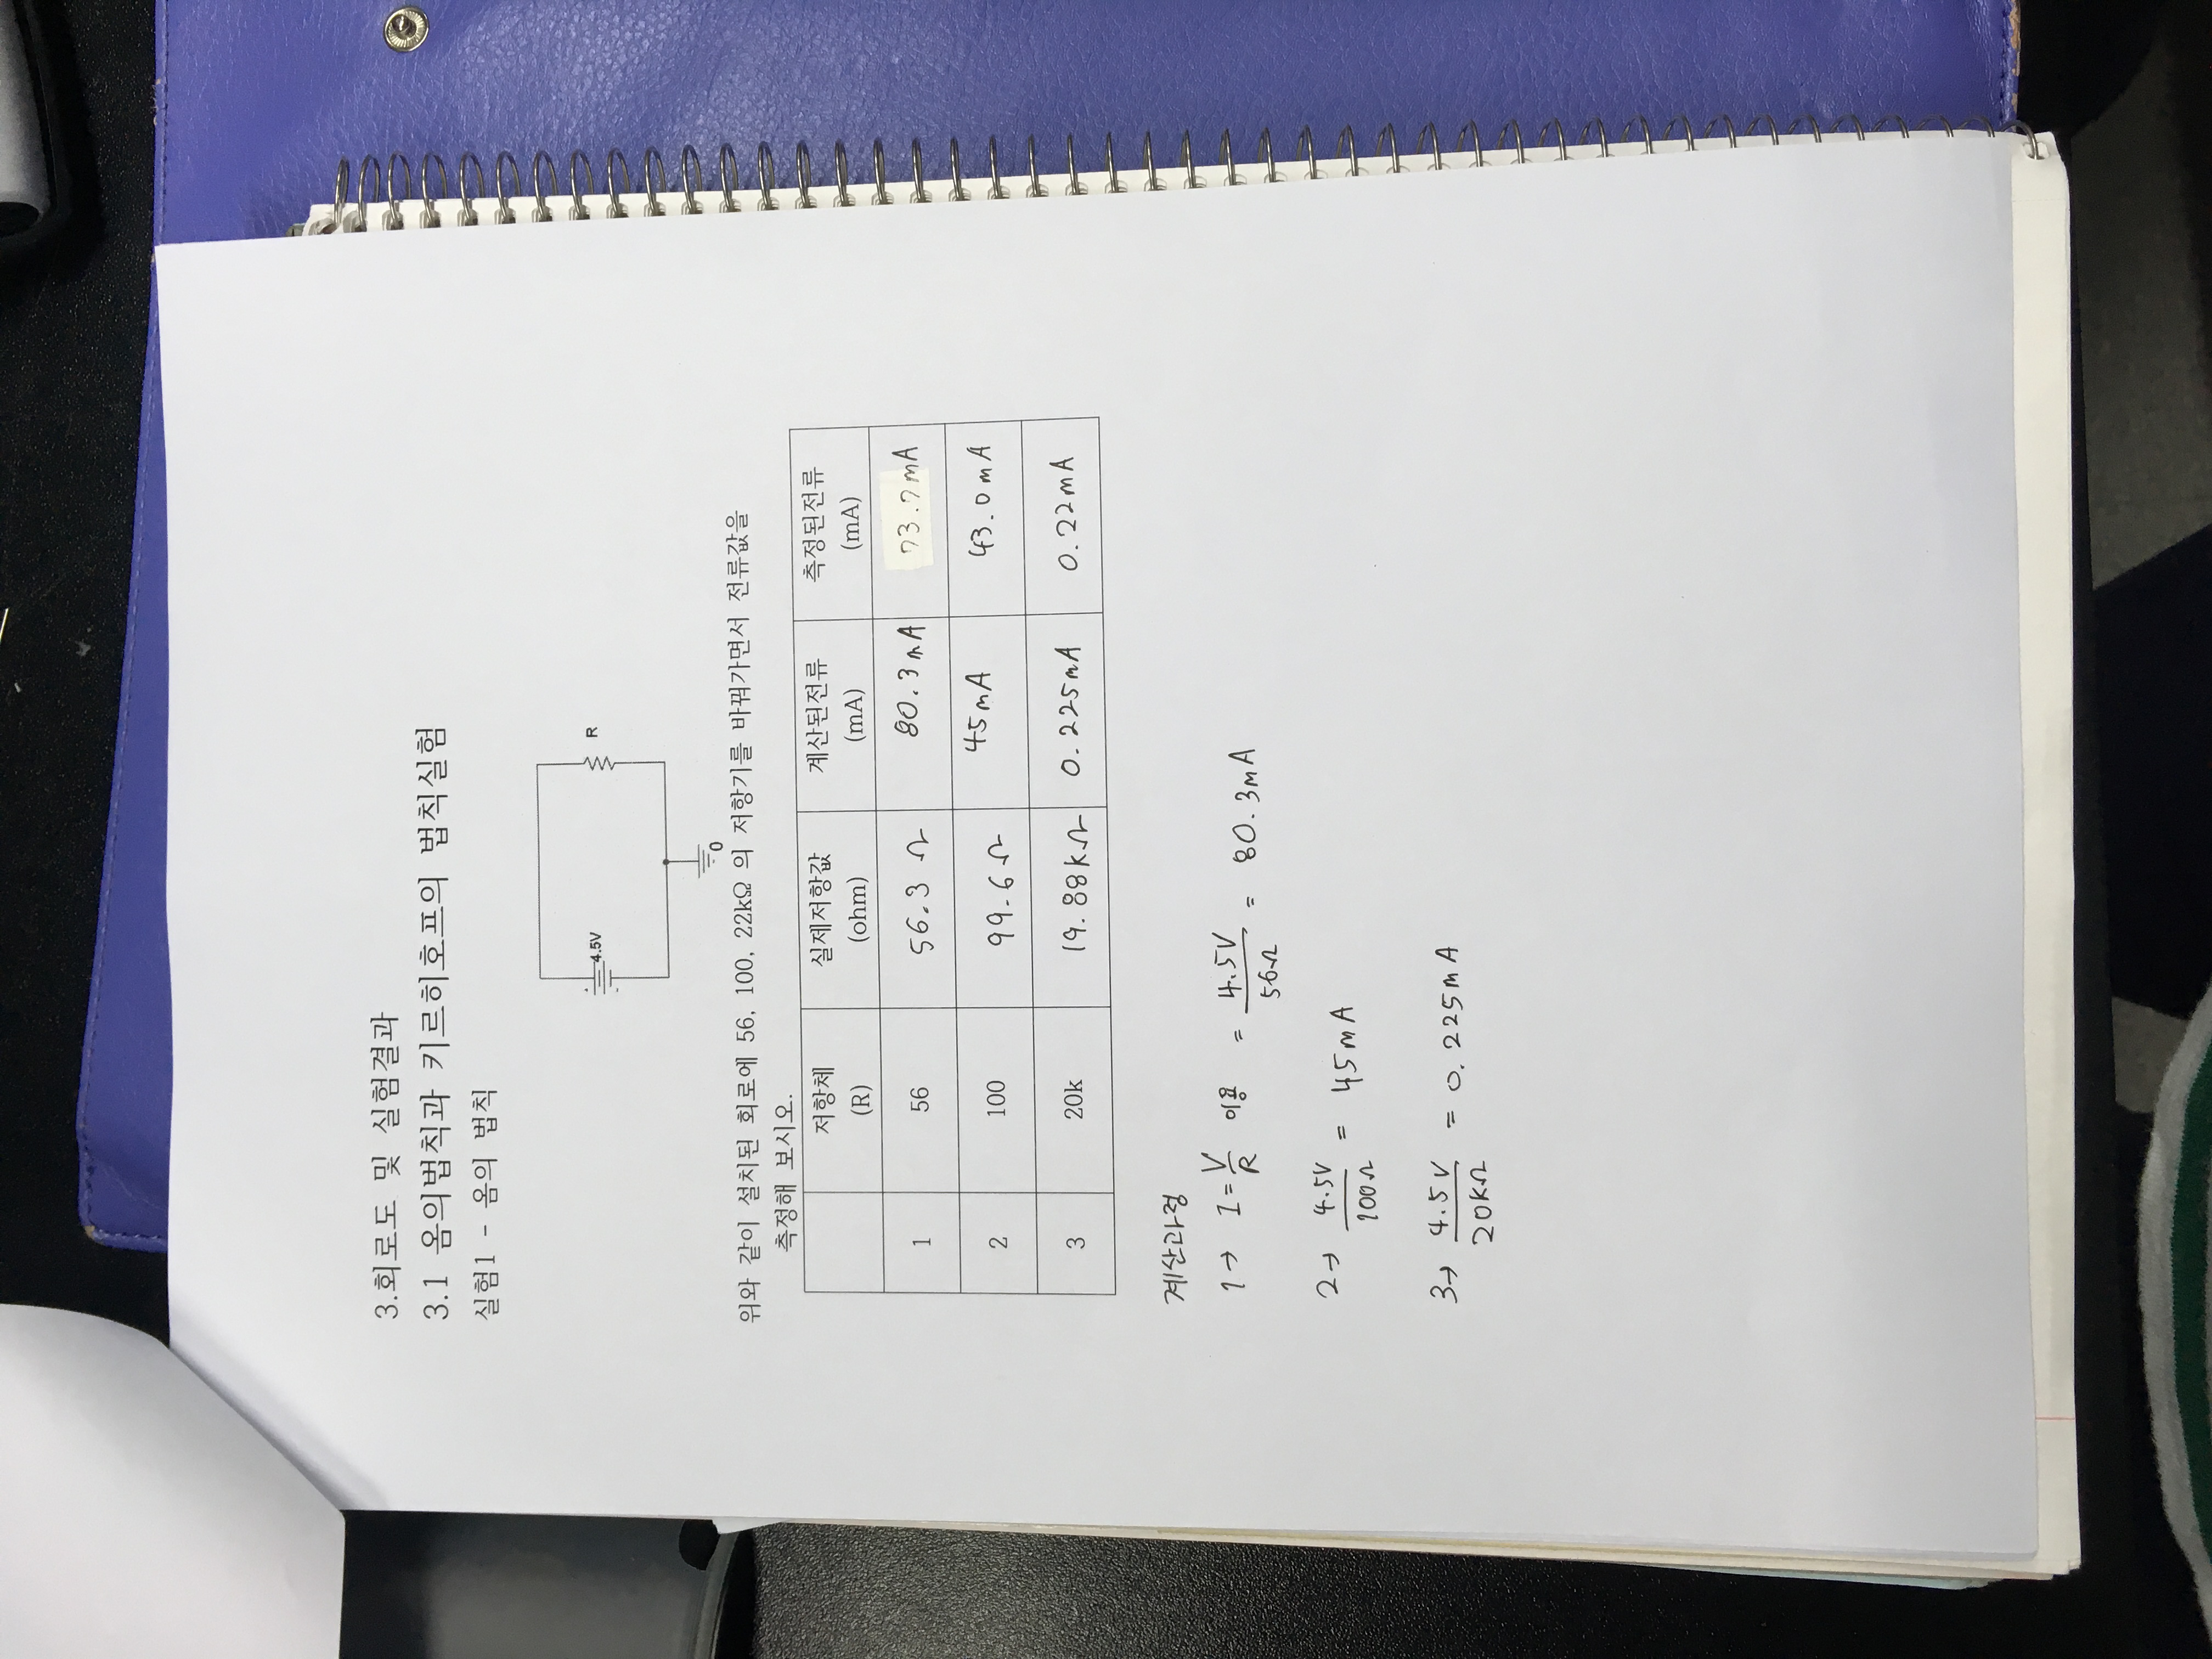 3.회로도 및 실험결과
3.1 옴의법칙과 키르히호프의 법칙실험
실험1 - 옴의 법칙
4.5V R
0
위와 같이 설치된 회로에 56, 100, 22kΩ 의 저항기를 바꿔가면서 전류값을
측정해 보시오.
저항체 (R) 실제저항값 (ohm) 계산된전류 (mA) 측정된전류 (mA)
1 56 56.3 Ω 80.3mA 73.7mA
2 100 99.6Ω 45mA 43.0mA
3 20k 19.88kΩ 0.225mA 0.22mA
계산과정
1→ I=V/R 이용 = 4.5V/56Ω = 80.3mA
2→ 4.5V/100Ω = 45mA
3→ 4.5V/20KΩ = 0.225mA